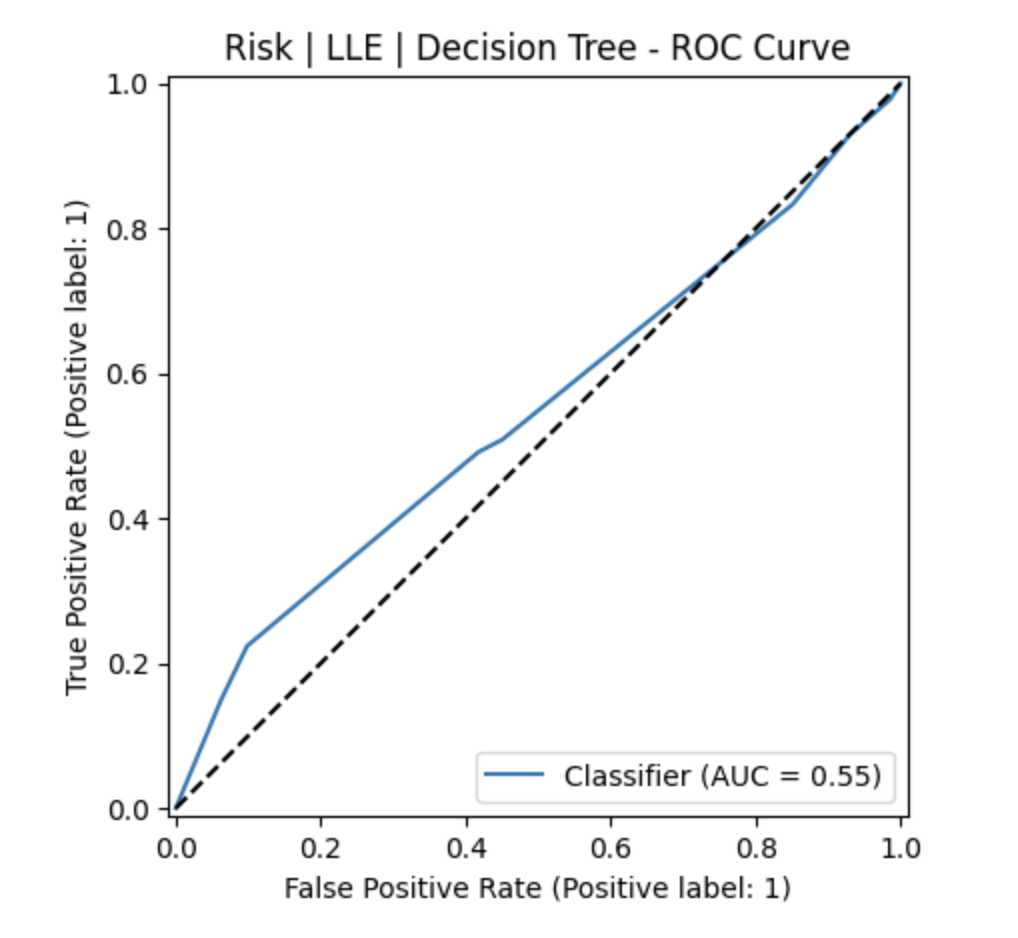 Risk | LLE | Decision Tree - ROC Curve
1.0
0.8
0.6
0.4
0.2
0.0
True Positive Rate (Positive label: 1)
Classifier (AUC = 0.55)
0.0 0.2 0.4 0.6 0.8 1.0
False Positive Rate (Positive label: 1)